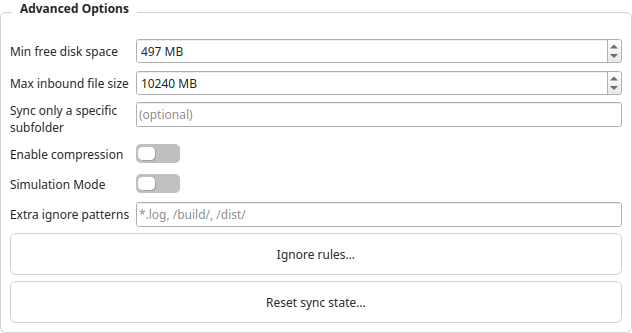 Advanced Options
Min free disk space
497 MB
Max inbound file size
10240 MB
Sync only a specific
subfolder
(optional)
Enable compression
Simulation Mode
Extra ignore patterns
*.log, /build/, /dist/
Ignore rules...
Reset sync state...